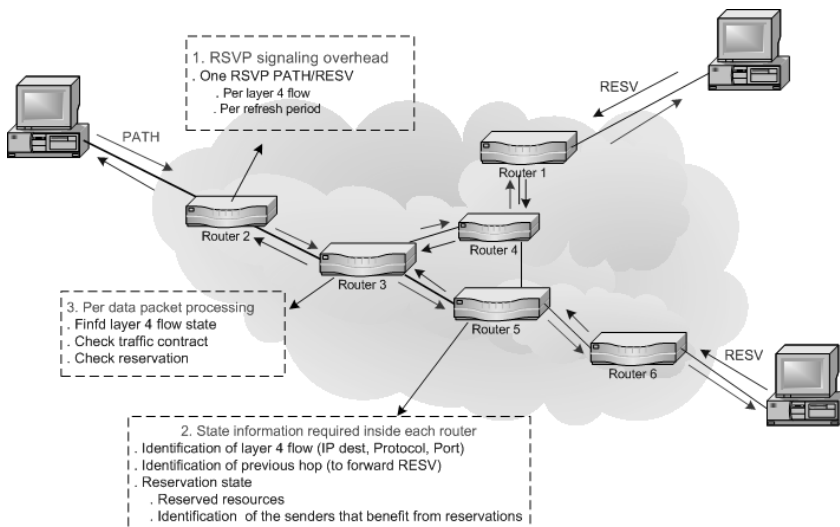 1. RSVP signaling overhead
. One RSVP PATH/RESV
. Per layer 4 flow
. Per refresh period
RESV
PATH
Router 1
Router 2
Router 4
Router 3
3. Per data packet processing
. Finfd layer 4 flow state
. Check traffic contract
. Check reservation
Router 5
RESV
Router 6
2. State information required inside each router
. Identification of layer 4 flow (IP dest, Protocol, Port)
. Identification of previous hop (to forward RESV)
. Reservation state
. Reserved resources
. Identification of the senders that benefit from reservations